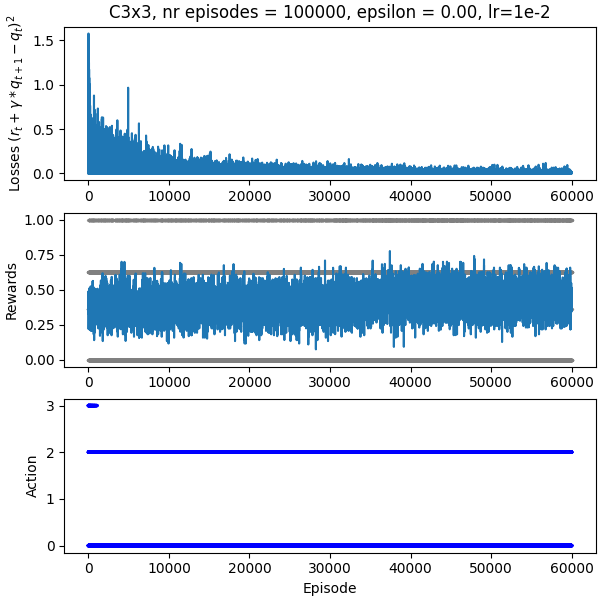 C3x3, nr episodes = 100000, epsilon = 0.00, lr=1e-2
Losses $(r_t + \gamma * q_{t+1} - q_t)^2$
1.5
1.0
0.5
0.0
0 10000 20000 30000 40000 50000 60000
Rewards
1.00
0.75
0.50
0.25
0.00
0 10000 20000 30000 40000 50000 60000
Action
3
2
1
0
0 10000 20000 30000 40000 50000 60000
Episode